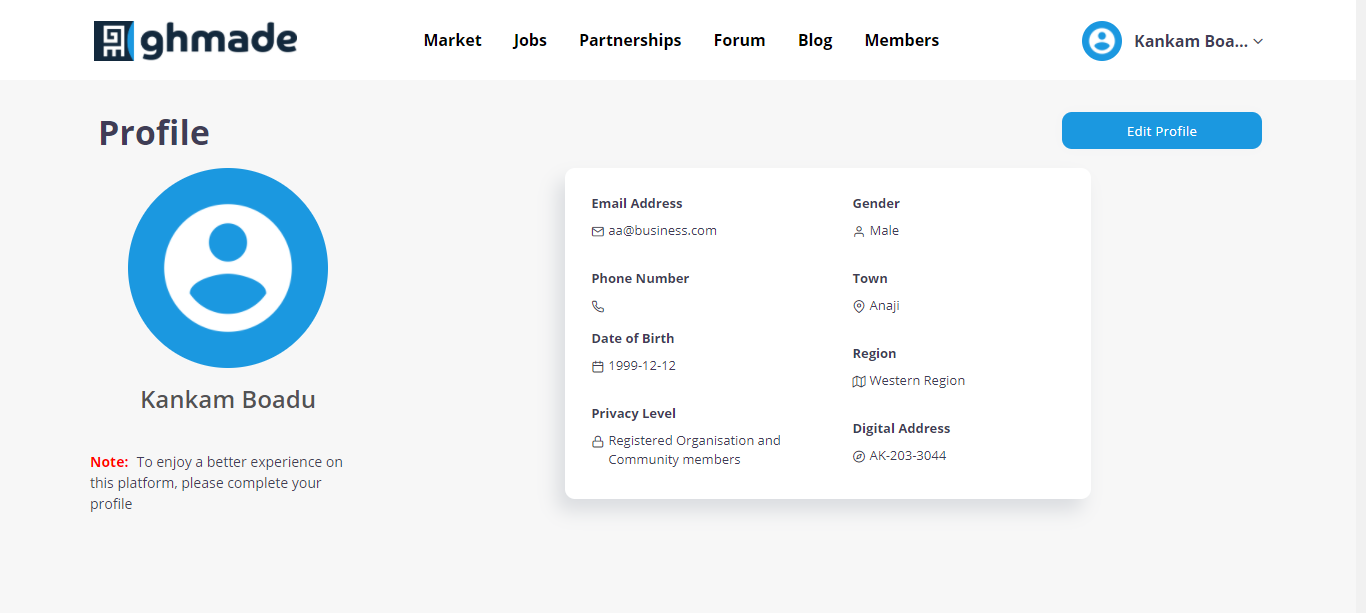 ghmade
Market Jobs Partnerships Forum Blog Members
Kankam Boa...
Profile
Edit Profile
Kankam Boadu
Note: To enjoy a better experience on
this platform, please complete your
profile
Email Address
aa@business.com
Phone Number
Date of Birth
1999-12-12
Privacy Level
Registered Organisation and
Community members
Gender
Male
Town
Anaji
Region
Western Region
Digital Address
AK-203-3044